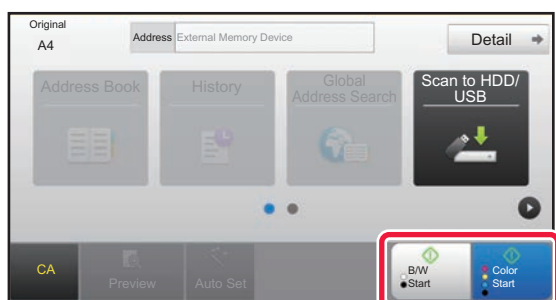 Original
A4
Address External Memory Device
Detail
Address Book
History
Global
Address Search
Scan to HDD/
USB
CA
Preview
Auto Set
B/W
Start
Color
Start